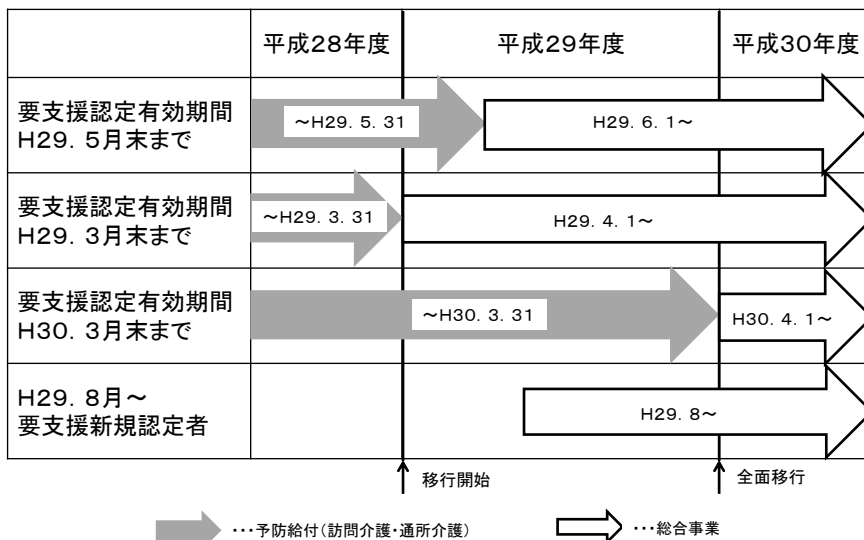 平成28年度 平成29年度 平成30年度
要支援認定有効期間
H29．5月末まで
～H29．5．31
H29．6．1～
要支援認定有効期間
H29．3月末まで
～H29．3．31
H29．4．1～
要支援認定有効期間
H30．3月末まで
～H30．3．31
H30．4．1～
H29．8月～
要支援新規認定者
H29．8～
移行開始
全面移行
･･･予防給付(訪問介護･通所介護)
･･･総合事業